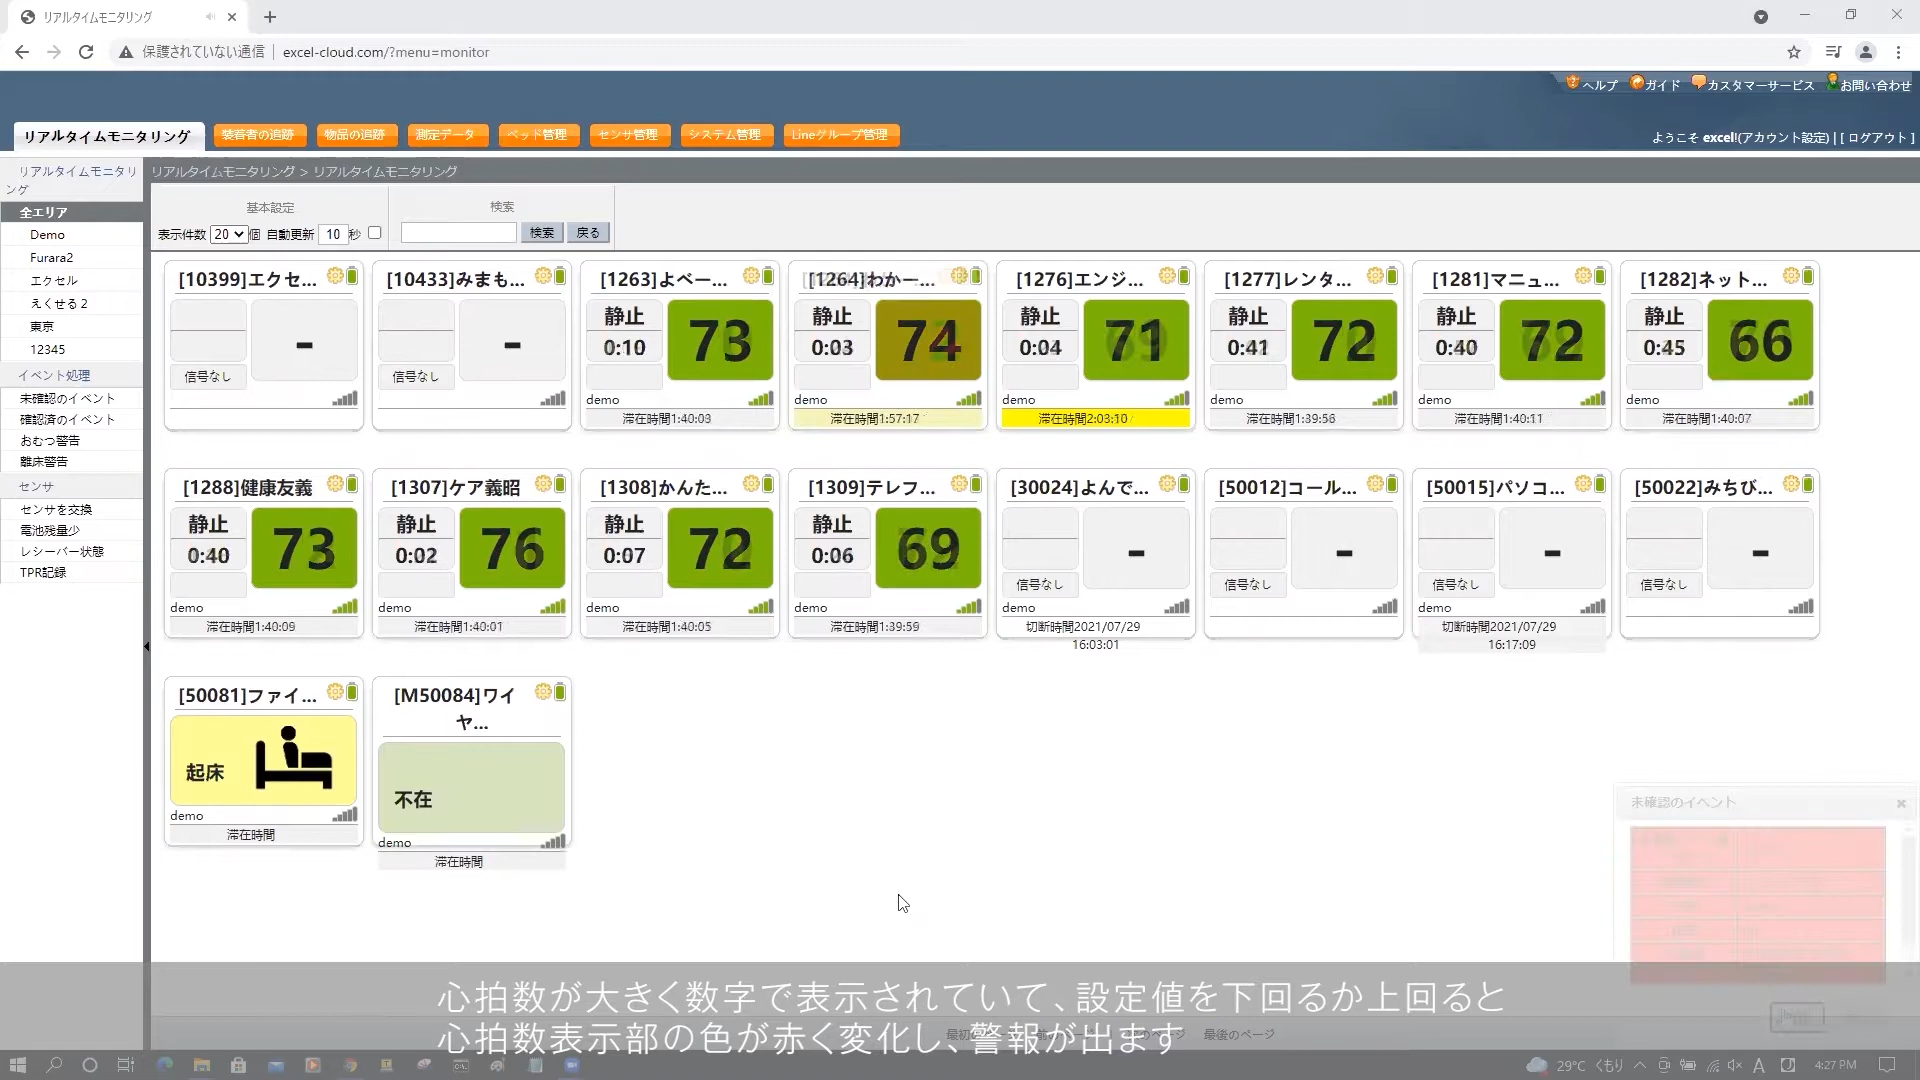 リアルタイムモニタリング
保護されていない通信 excel-cloud.com/?menu=monitor
ヘルプ ガイド カスタマーサービス お問い合わせ
リアルタイムモニタリング 装着者の追跡 物品の追跡 測定データ ベッド管理 センサ管理 システム管理 Lineグループ管理
ようこそ excel!(アカウント設定) | [ ログアウト ]
リアルタイムモニタリング
全エリア
Demo
Furara2
エクセル
えくせる2
東京
12345
イベント処理
未確認のイベント
確認済のイベント
おむつ警告
離床警告
センサ
センサを交換
電池残量少
レシーバー状態
TPR記録
リアルタイムモニタリング > リアルタイムモニタリング
基本設定
表示件数 20 個 自動更新 10 秒
検索
検索 戻る
[10399]エクセ...
-
信号なし
[10433]みまも...
-
信号なし
[1263]よべー...
静止
0:10
73
demo
滞在時間1:40:03
[1264]わかー...
静止
0:03
74
demo
滞在時間1:57:17
[1276]エンジ...
静止
0:04
71
demo
滞在時間2:03:10
[1277]レンタ...
静止
0:41
72
demo
滞在時間1:39:56
[1281]マニュ...
静止
0:40
72
demo
滞在時間1:40:11
[1282]ネット...
静止
0:45
66
demo
滞在時間1:40:07
[1288]健康友義
静止
0:40
73
demo
滞在時間1:40:09
[1307]ケア義昭
静止
0:02
76
demo
滞在時間1:40:01
[1308]かんた...
静止
0:07
72
demo
滞在時間1:40:05
[1309]テレフ...
静止
0:06
69
demo
滞在時間1:39:59
[30024]よんで...
-
信号なし
demo
切断時間2021/07/29
16:03:01
[50012]コール...
-
信号なし
[50015]パソコ...
-
信号なし
demo
切断時間2021/07/29
16:17:09
[50022]みちび...
-
信号なし
[50081]ファイ...
起床
demo
滞在時間
[M50084]ワイ
ヤ...
不在
demo
滞在時間
未確認のイベント
心拍数が大きく数字で表示されていて、設定値を下回るか上回ると
心拍数表示部の色が赤く変化し、警報が出ます
最後のページ
29°C くもり A 4:27 PM